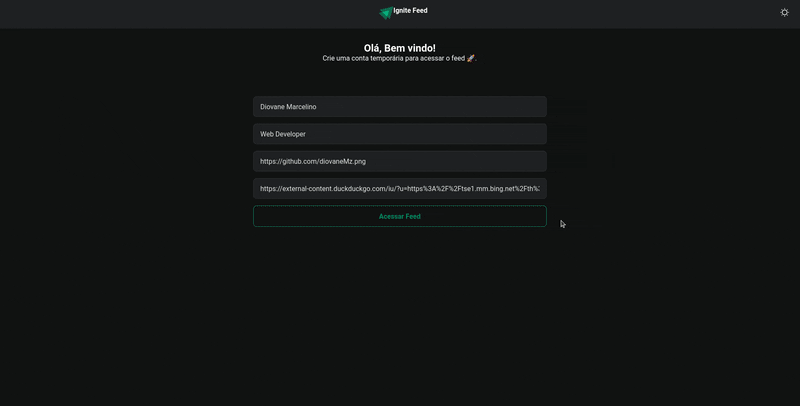 Ignite Feed
Olá, Bem vindo!
Crie uma conta temporária para acessar o feed 🚀.
Diovane Marcelino
Web Developer
https://github.com/diovaneMz.png
https://external-content.duckduckgo.com/iu/?u=https%3A%2F%2Ftse1.mm.bing.net%2Fth%:
Acessar Feed